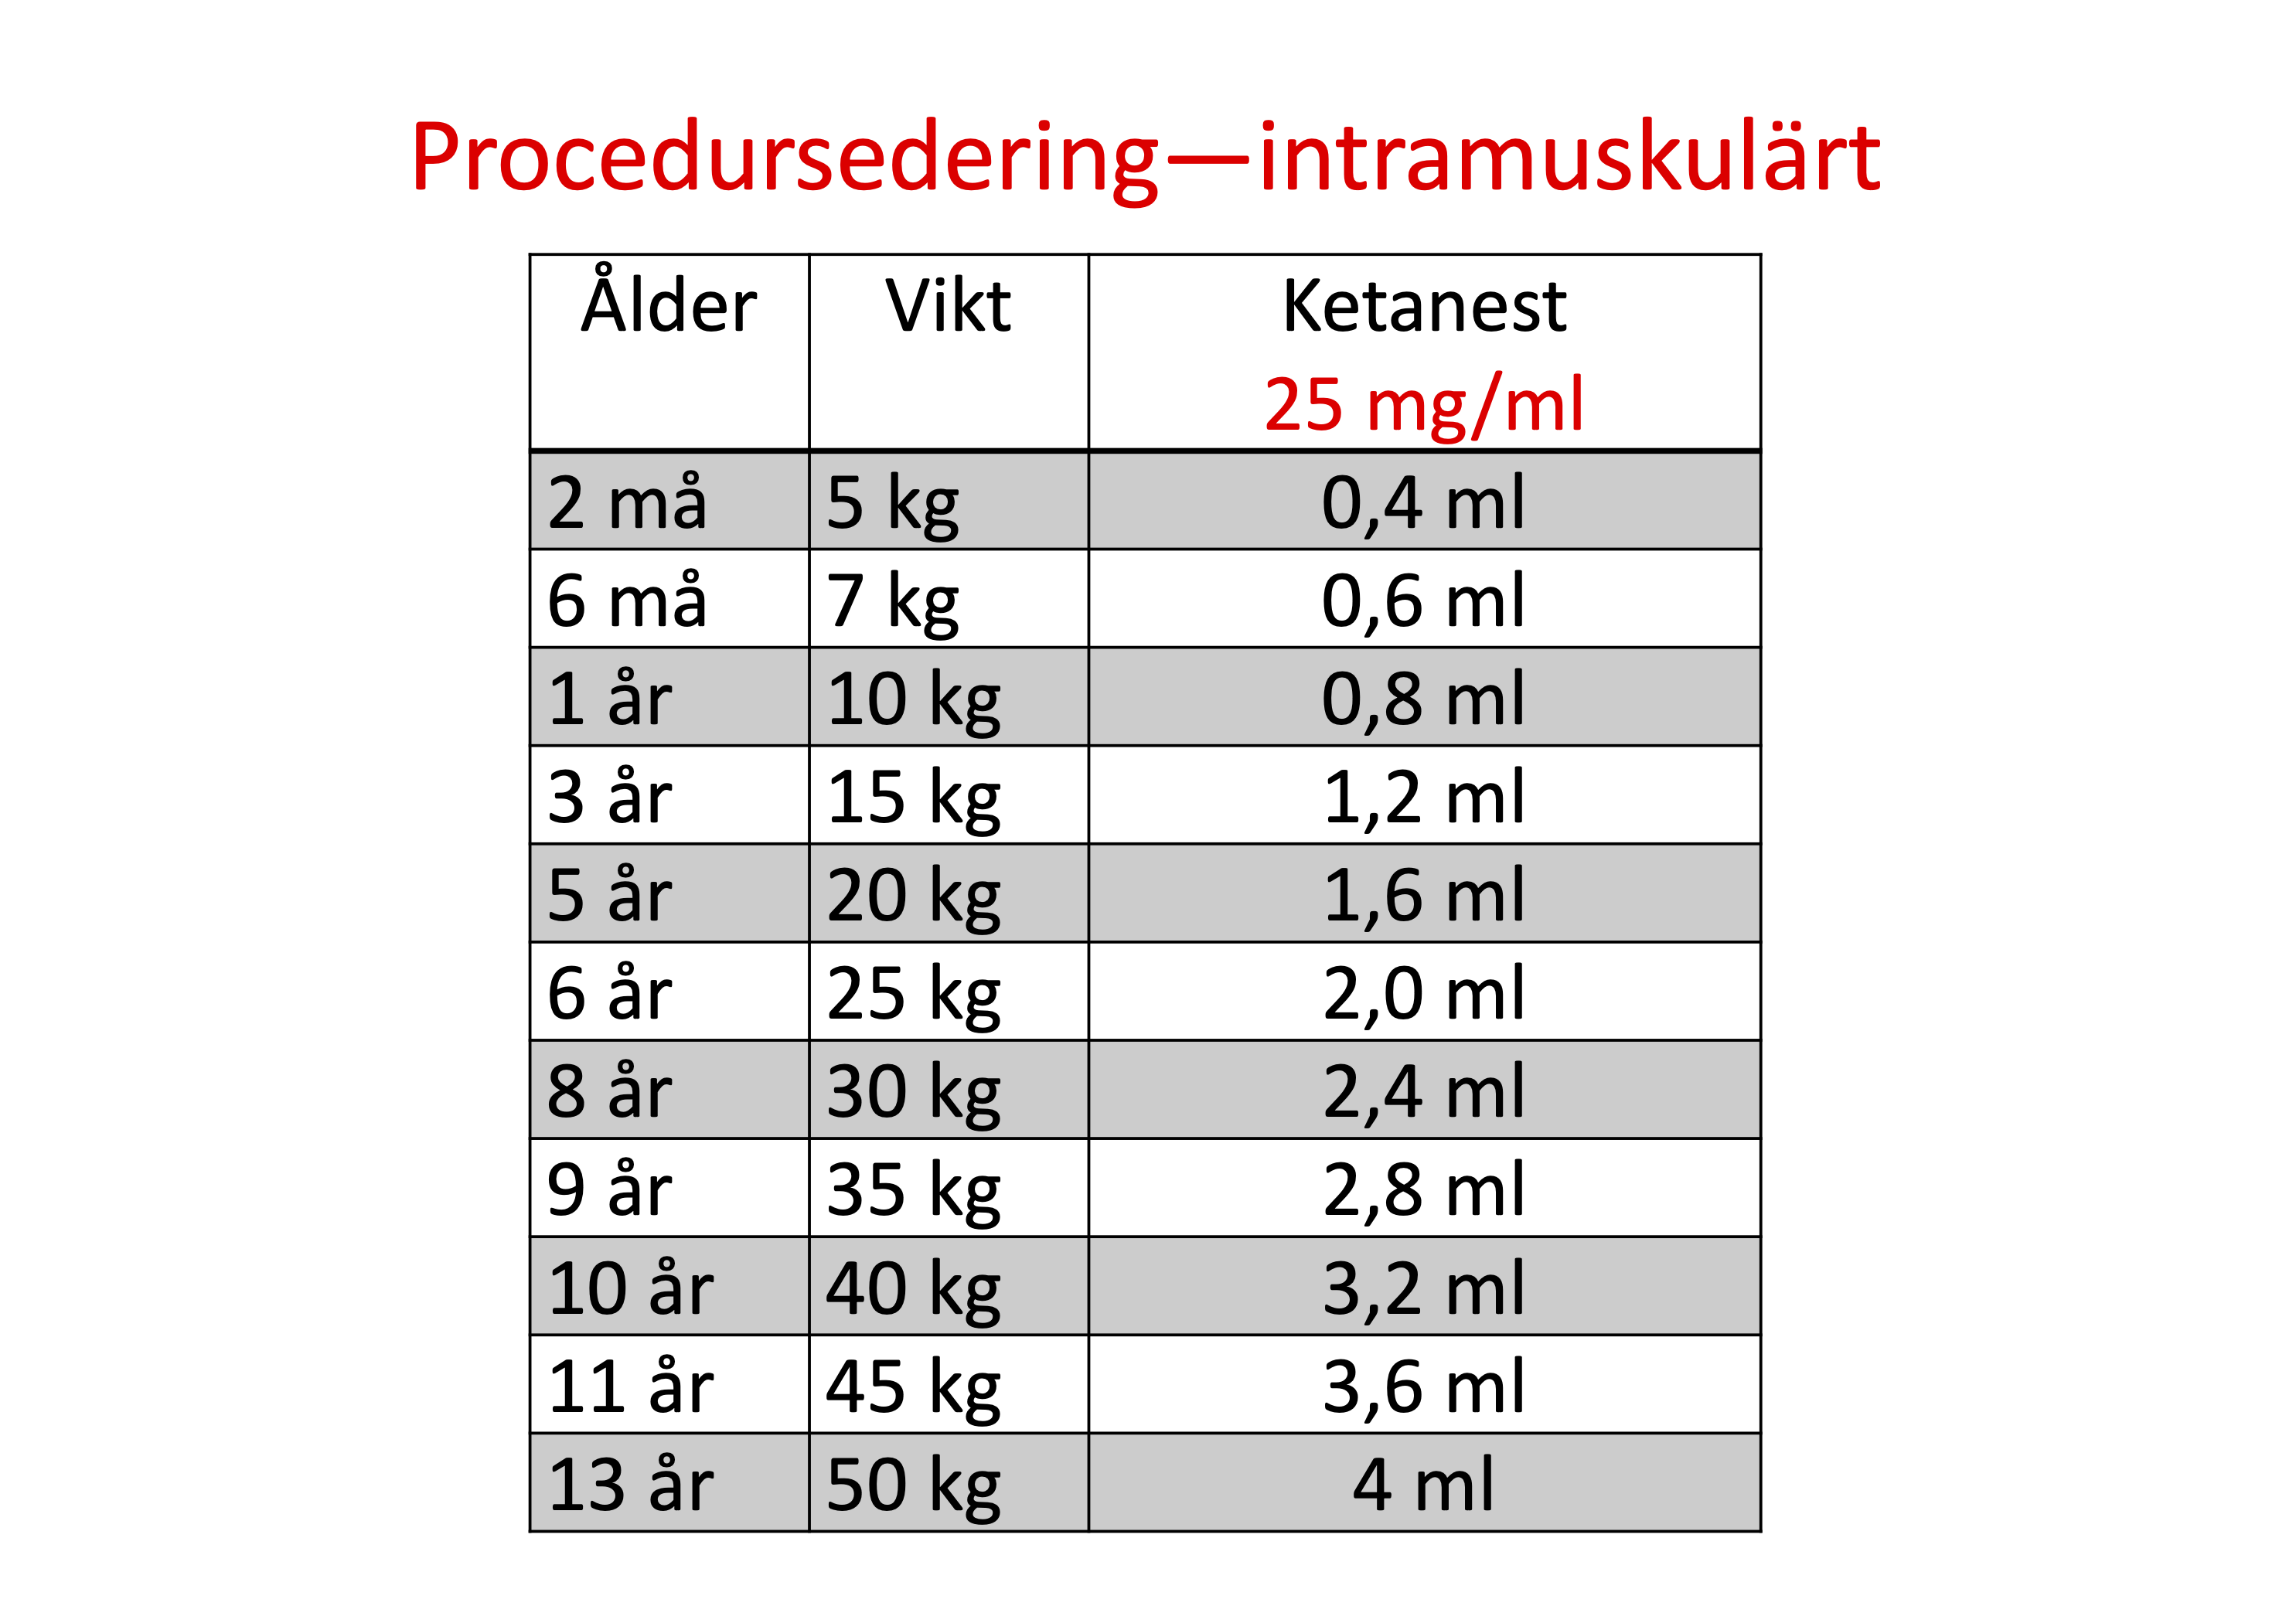 Procedursedering—intramuskulärt
Ålder Vikt Ketanest
25 mg/ml
2 må 5 kg 0,4 ml
6 må 7 kg 0,6 ml
1 år 10 kg 0,8 ml
3 år 15 kg 1,2 ml
5 år 20 kg 1,6 ml
6 år 25 kg 2,0 ml
8 år 30 kg 2,4 ml
9 år 35 kg 2,8 ml
10 år 40 kg 3,2 ml
11 år 45 kg 3,6 ml
13 år 50 kg 4 ml